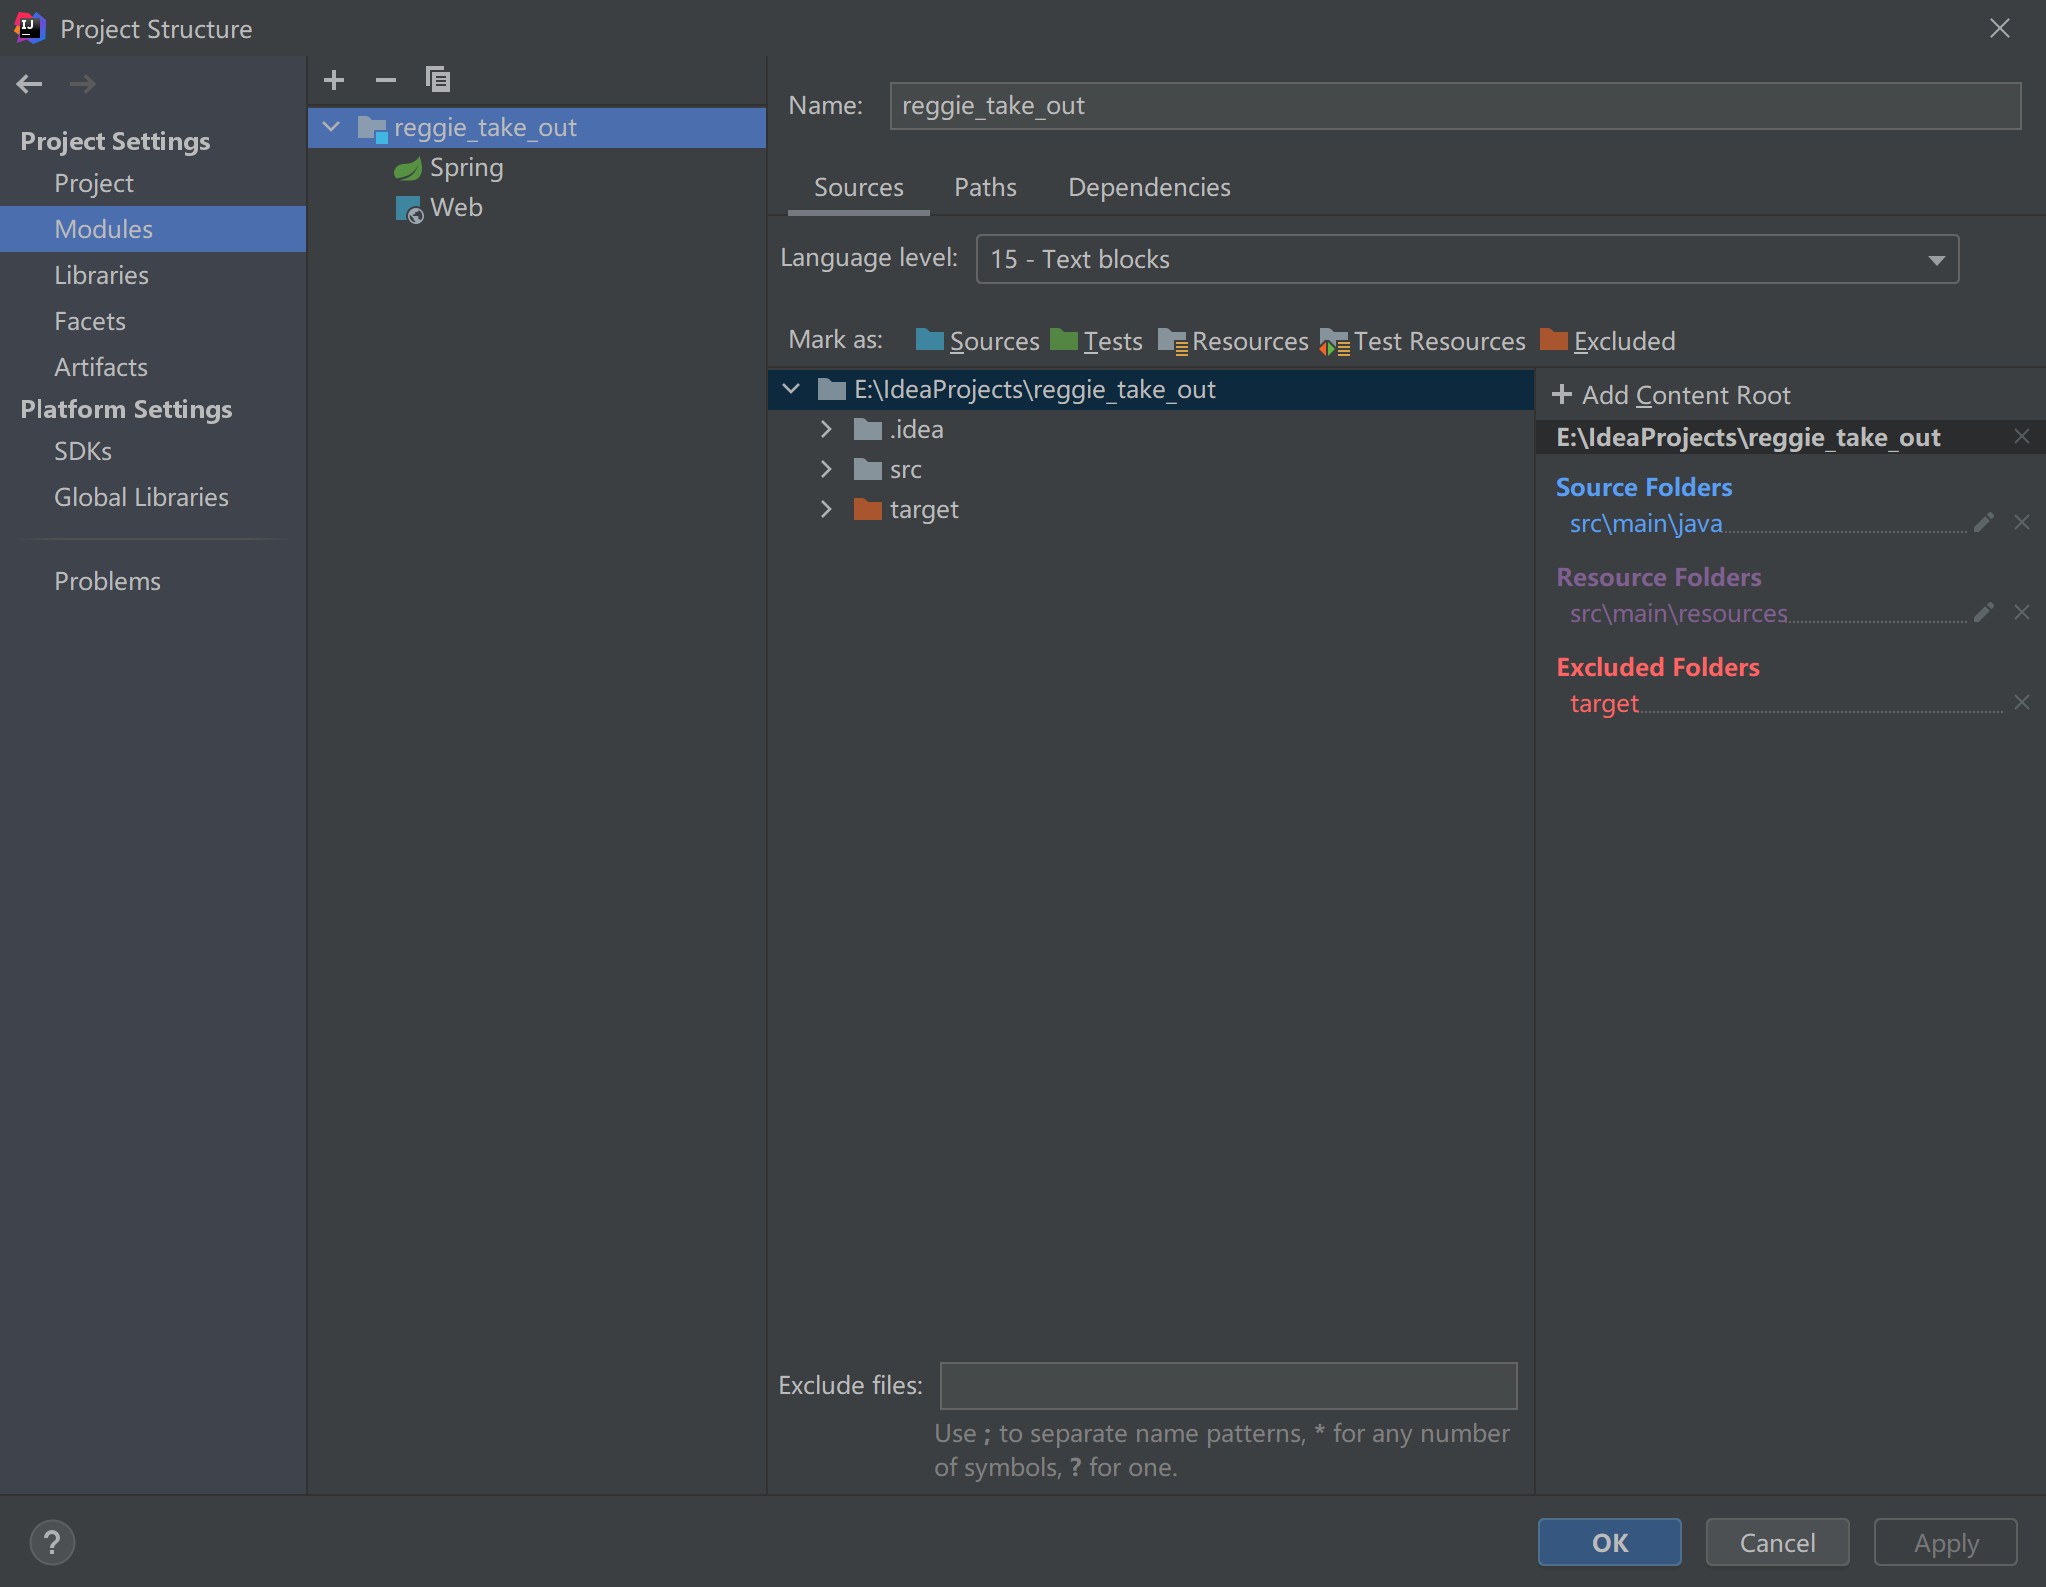 Project Structure
Project Settings
Project
Modules
Libraries
Facets
Artifacts
Platform Settings
SDKs
Global Libraries
Problems
reggie_take_out
Spring
Web
Name: reggie_take_out
Sources Paths Dependencies
Language level: 15 - Text blocks
Mark as: Sources Tests Resources Test Resources Excluded
E:\IdeaProjects\reggie_take_out
.idea
src
target
Add Content Root
E:\IdeaProjects\reggie_take_out
Source Folders
src\main\java
Resource Folders
src\main\resources
Excluded Folders
target
Exclude files:
Use ; to separate name patterns, * for any number
of symbols, ? for one.
?
OK Cancel Apply